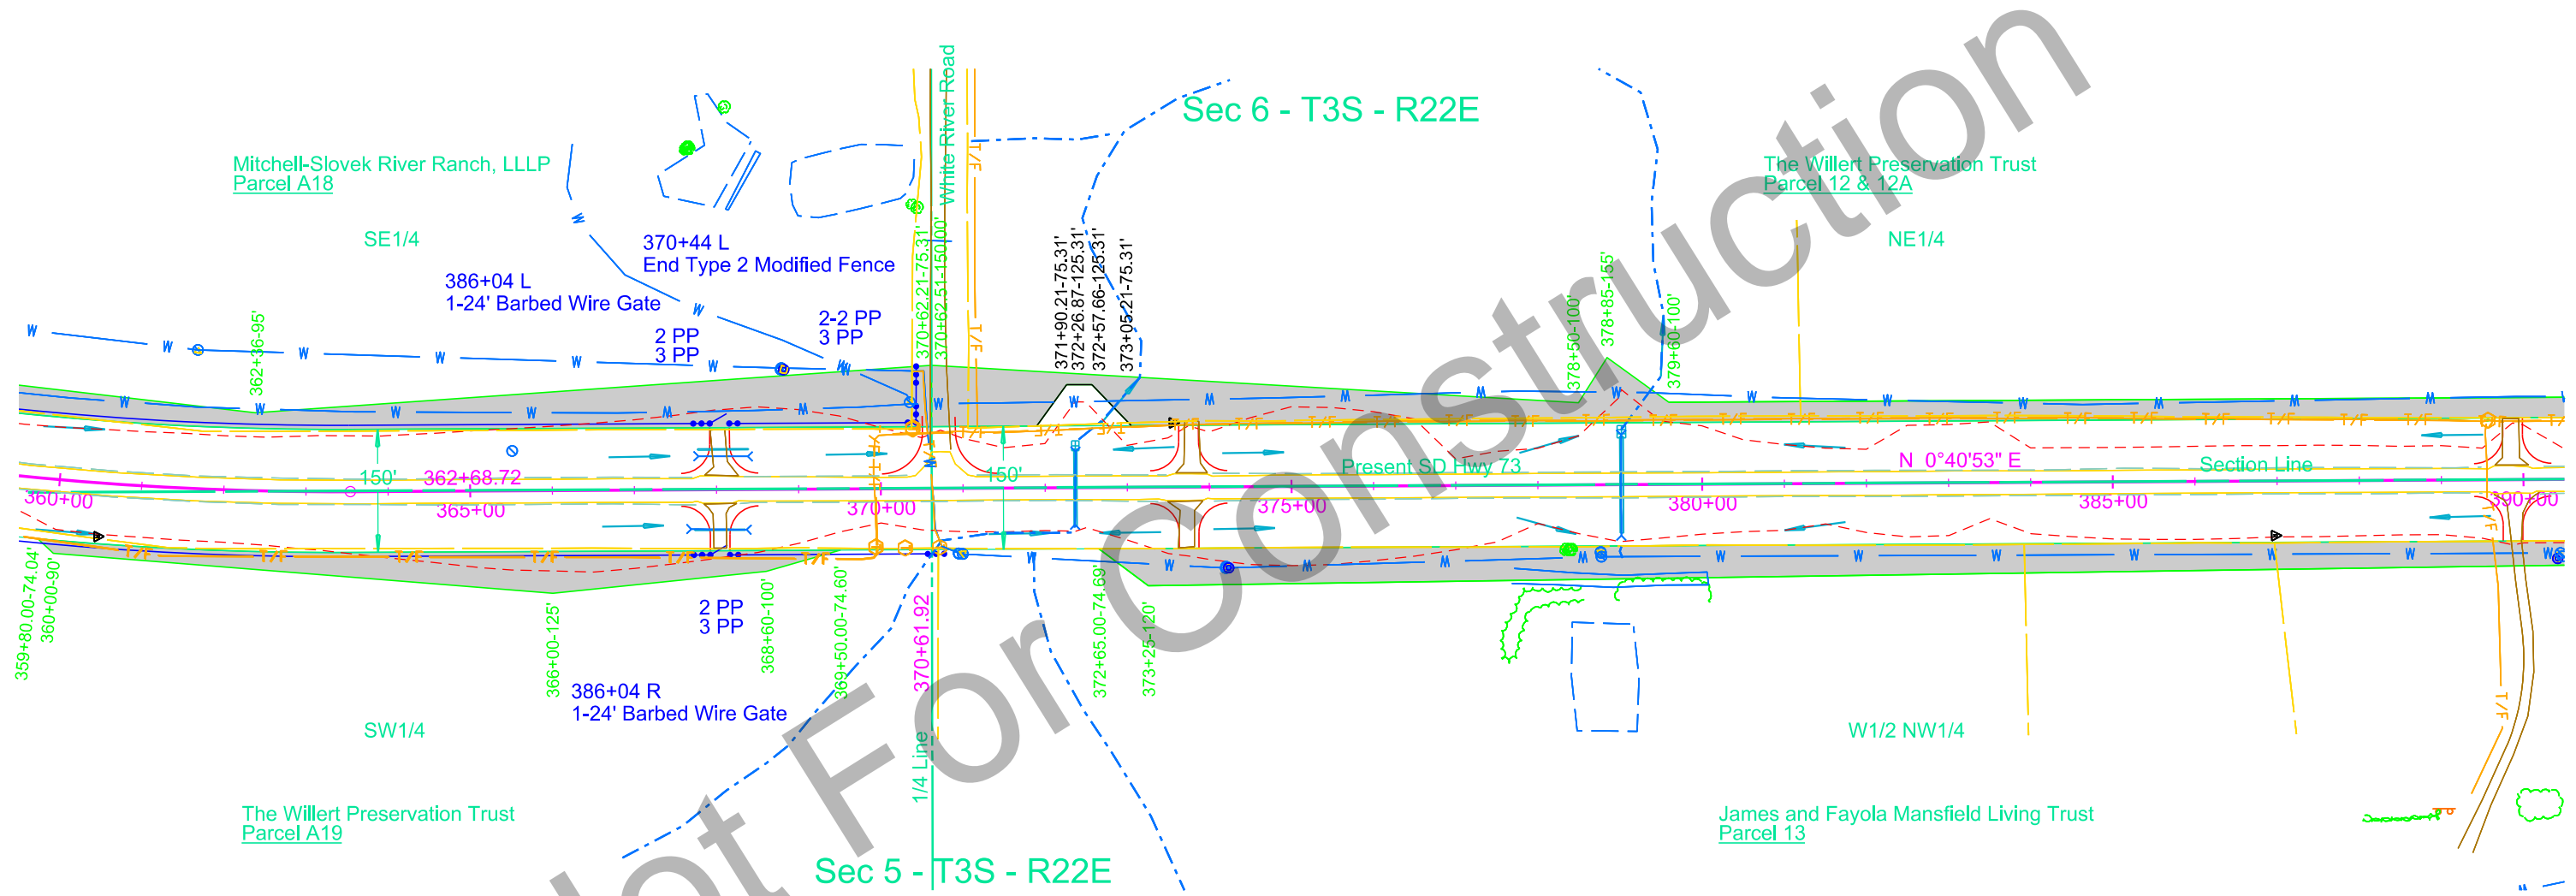 Sec 6 - T3S - R22E
White River Road
Mitchell-Slovek River Ranch, LLLP
Parcel A18
The Willert Preservation Trust
Parcel 12 & 12A
SE1/4
NE1/4
370+44 L
End Type 2 Modified Fence
386+04 L
1-24' Barbed Wire Gate
2 PP
3 PP
2-2 PP
3 PP
362+36-95'
370+62.21-75.31'
370+62.51-150.00'
371+90.21-75.31'
372+26.87-125.31'
372+57.66-125.31'
373+05.21-75.31'
378+50-100'
378+85-155'
379+60-100'
T/F
150'
362+68.72
150'
Present SD Hwy 73
N 0°40'53" E
Section Line
360+00
365+00
370+00
375+00
380+00
385+00
390+00
359+80.00-74.04'
360+00-90'
366+00-125'
2 PP
3 PP
368+60-100'
369+50.00-74.60'
370+61.92
372+65.00-74.69'
373+25-120'
386+04 R
1-24' Barbed Wire Gate
SW1/4
1/4 Line
W1/2 NW1/4
The Willert Preservation Trust
Parcel A19
James and Fayola Mansfield Living Trust
Parcel 13
Sec 5 - T3S - R22E
Not For Construction